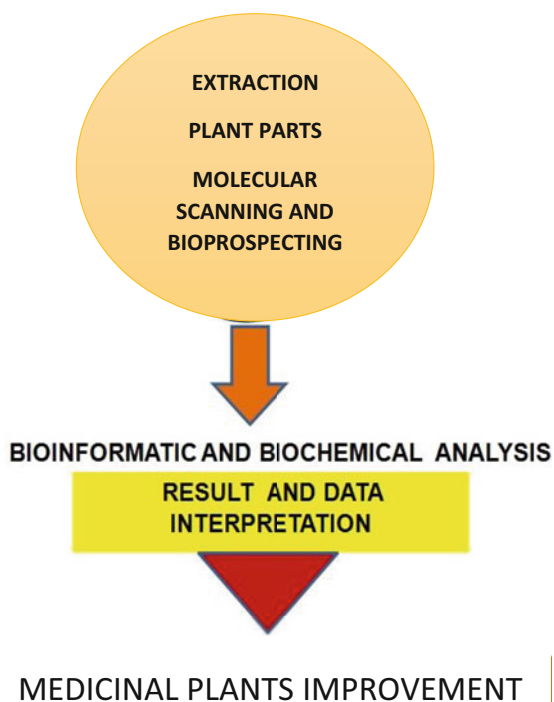 EXTRACTION
PLANT PARTS
MOLECULAR
SCANNING AND
BIOPROSPECTING
BIOINFORMATIC AND BIOCHEMICAL ANALYSIS
RESULT AND DATA
INTERPRETATION
MEDICINAL PLANTS IMPROVEMENT